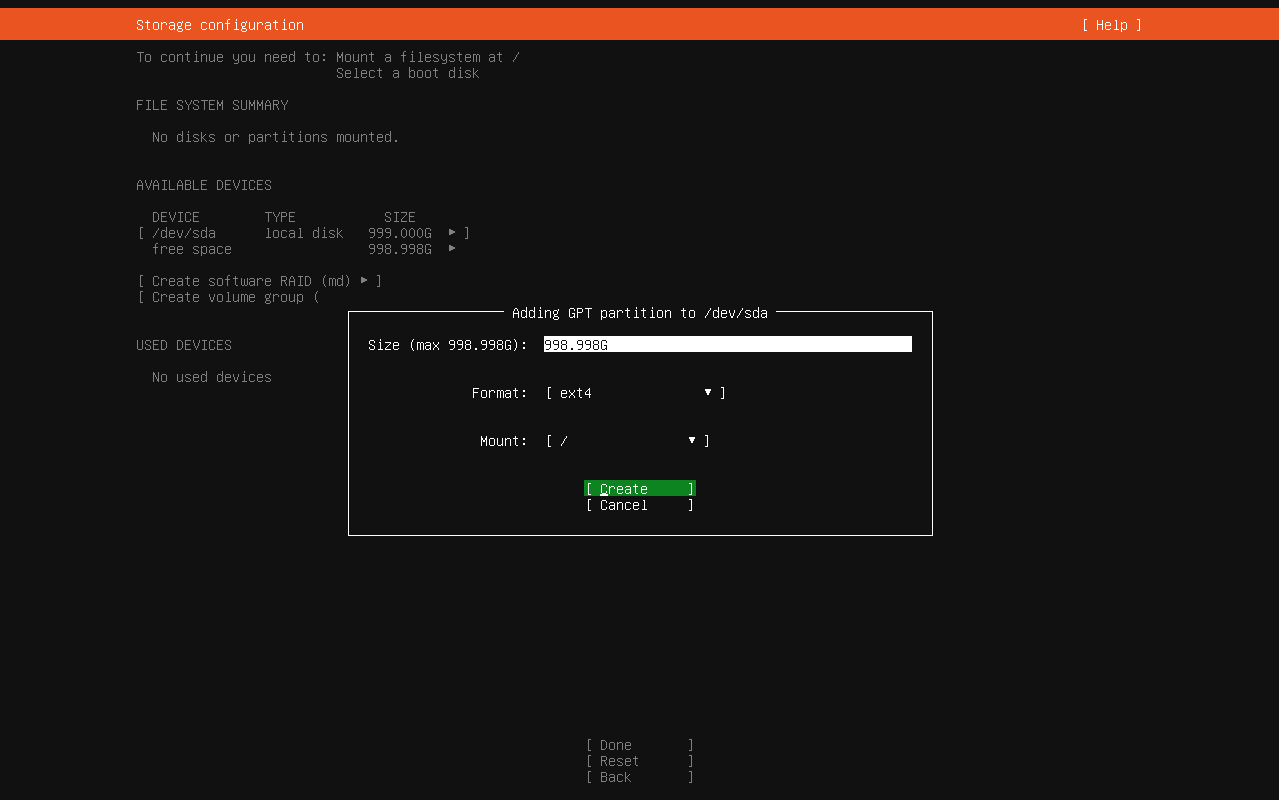 Storage configuration [ Help ]
To continue you need to: Mount a filesystem at /
Select a boot disk
FILE SYSTEM SUMMARY
No disks or partitions mounted.
AVAILABLE DEVICES
DEVICE TYPE SIZE
[ /dev/sda local disk 999.000G ▸ ]
free space 998.998G ▸
[ Create software RAID (md) ▸ ]
[ Create volume group (
USED DEVICES
No used devices
Adding GPT partition to /dev/sda
Size (max 998.998G): 998.998G
Format: [ ext4 ▾ ]
Mount: [ / ▾ ]
[ Create ]
[ Cancel ]
[ Done ]
[ Reset ]
[ Back ]